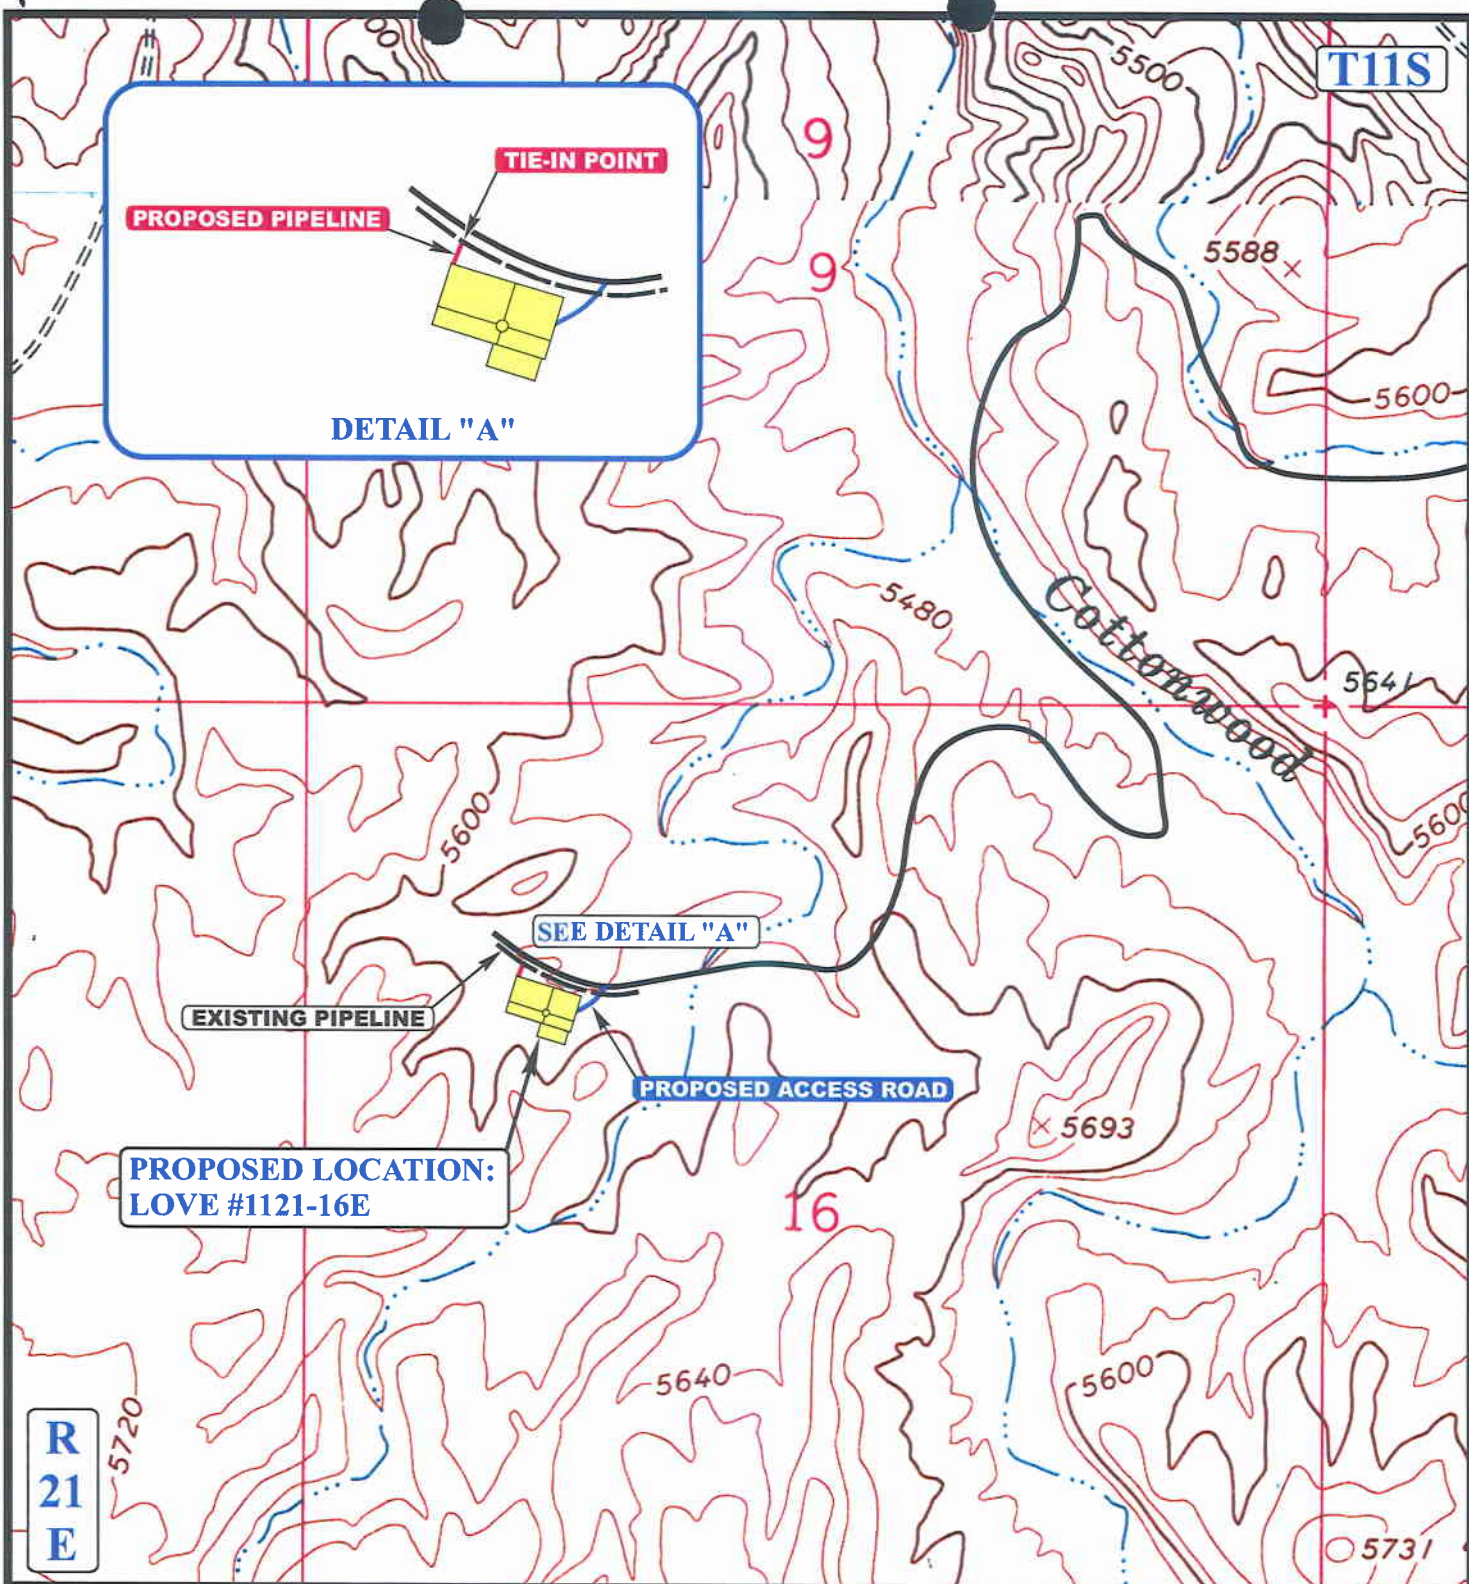 5500
T11S
9
TIE-IN POINT
PROPOSED PIPELINE
9
5588
5600
DETAIL "A"
5480
Cottonwood
5641
5600
5600
SEE DETAIL "A"
EXISTING PIPELINE
PROPOSED ACCESS ROAD
5693
PROPOSED LOCATION:
LOVE #1121-16E
16
5640
5600
5720
R
21
E
5731